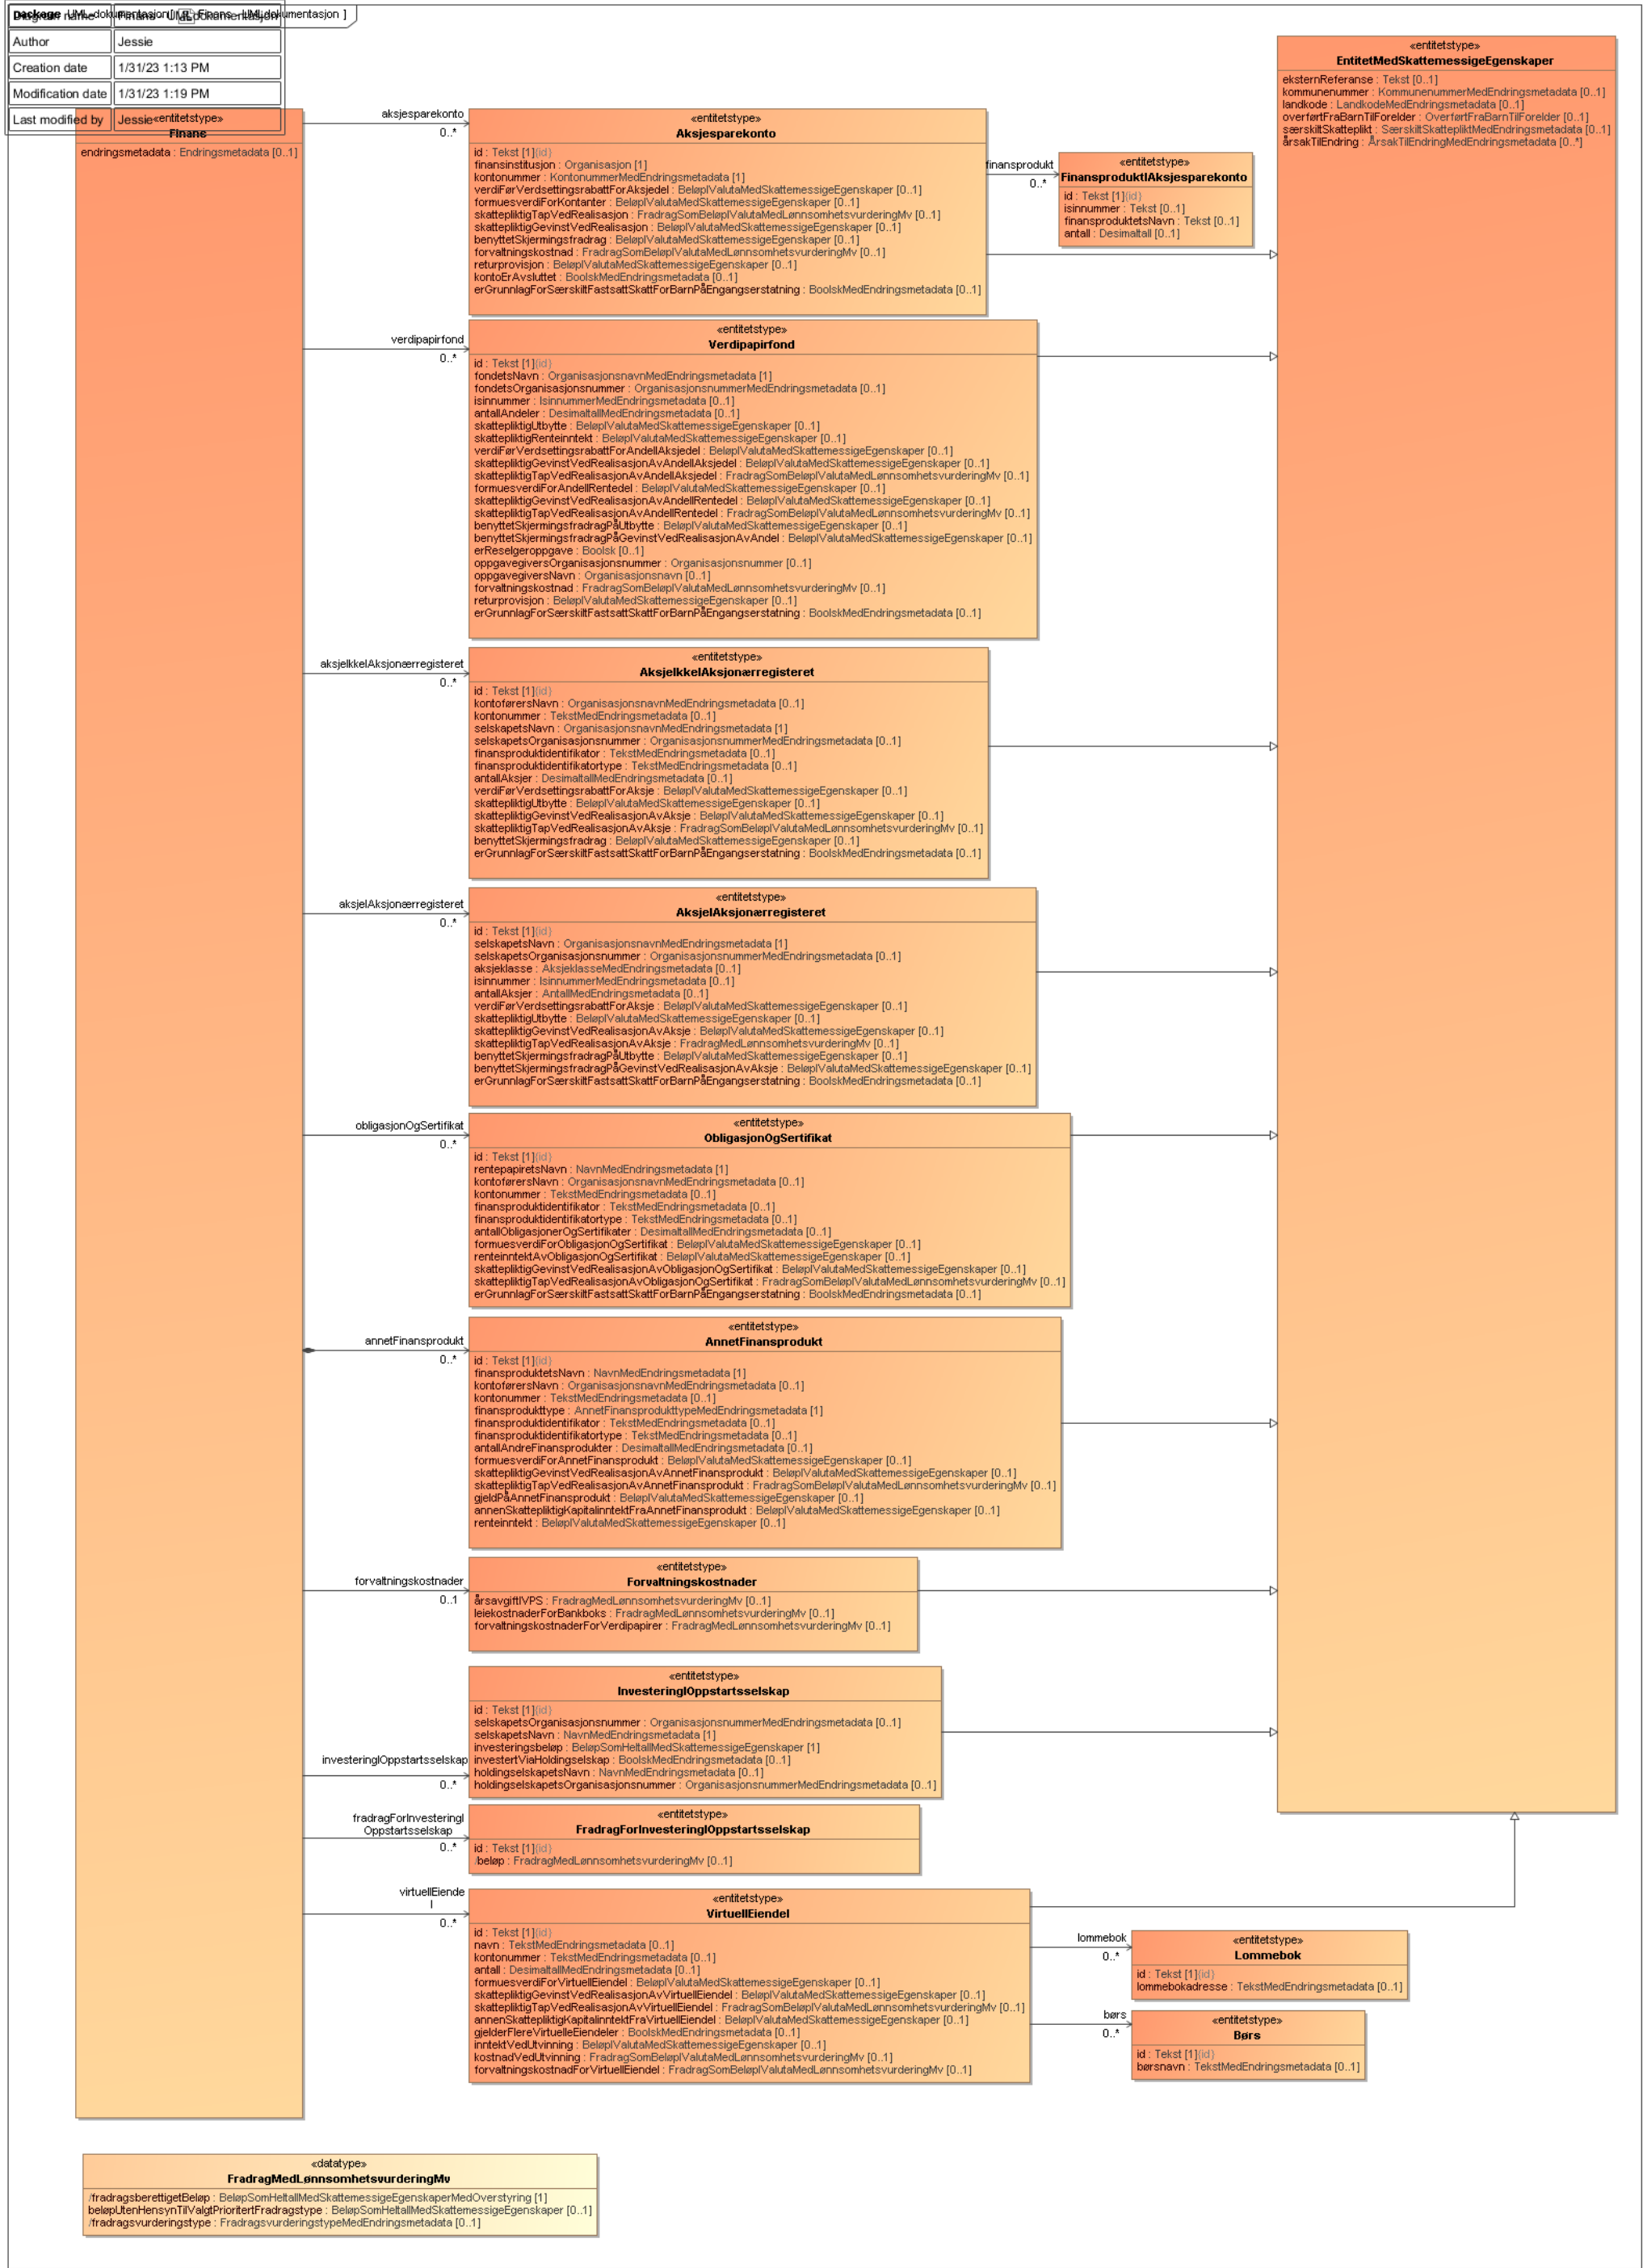 package UML-dokumentasjon[ Finans - UML dokumentasjon ]
Diagram name Finans - UML dokumentasjon
Author Jessie
Creation date 1/31/23 1:13 PM
Modification date 1/31/23 1:19 PM
Last modified by Jessie
«entitetstype»
Finans
endringsmetadata : Endringsmetadata [0..1]
«entitetstype»
EntitetMedSkattemessigeEgenskaper
eksternReferanse : Tekst [0..1]
kommunenummer : KommunenummerMedEndringsmetadata [0..1]
landkode : LandkodeMedEndringsmetadata [0..1]
overførtFraBarnTilForelder : OverførtFraBarnTilForelder [0..1]
særskiltSkatteplikt : SærskiltSkattepliktMedEndringsmetadata [0..1]
årsakTilEndring : ÅrsakTilEndringMedEndringsmetadata [0..*]
aksjesparekonto
0..*
«entitetstype»
Aksjesparekonto
id : Tekst [1]{id}
finansinstitusjon : Organisasjon [1]
kontonummer : KontonummerMedEndringsmetadata [1]
verdiFørVerdsettingsrabattForAksjedel : BeløpIValutaMedSkattemessigeEgenskaper [0..1]
formuesverdiForKontanter : BeløpIValutaMedSkattemessigeEgenskaper [0..1]
skattepliktigTapVedRealisasjon : FradragSomBeløpIValutaMedLønnsomhetsvurderingMv [0..1]
skattepliktigGevinstVedRealisasjon : BeløpIValutaMedSkattemessigeEgenskaper [0..1]
benyttetSkjermingsfradrag : BeløpIValutaMedSkattemessigeEgenskaper [0..1]
forvaltningskostnad : FradragSomBeløpIValutaMedLønnsomhetsvurderingMv [0..1]
returprovisjon : BeløpIValutaMedSkattemessigeEgenskaper [0..1]
kontoErAvsluttet : BoolskMedEndringsmetadata [0..1]
erGrunnlagForSærskiltFastsattSkattForBarnPåEngangserstatning : BoolskMedEndringsmetadata [0..1]
finansprodukt
0..*
«entitetstype»
FinansproduktIAksjesparekonto
id : Tekst [1]{id}
isinnummer : Tekst [0..1]
finansproduktetsNavn : Tekst [0..1]
antall : Desimaltall [0..1]
verdipapirfond
0..*
«entitetstype»
Verdipapirfond
id : Tekst [1]{id}
fondetsNavn : OrganisasjonsnavnMedEndringsmetadata [1]
fondetsOrganisasjonsnummer : OrganisasjonsnummerMedEndringsmetadata [0..1]
isinnummer : IsinnummerMedEndringsmetadata [0..1]
antallAndeler : DesimaltallMedEndringsmetadata [0..1]
skattepliktigUtbytte : BeløpIValutaMedSkattemessigeEgenskaper [0..1]
skattepliktigRenteinntekt : BeløpIValutaMedSkattemessigeEgenskaper [0..1]
verdiFørVerdsettingsrabattForAndelIAksjedel : BeløpIValutaMedSkattemessigeEgenskaper [0..1]
skattepliktigGevinstVedRealisasjonAvAndelIAksjedel : BeløpIValutaMedSkattemessigeEgenskaper [0..1]
skattepliktigTapVedRealisasjonAvAndelIAksjedel : FradragSomBeløpIValutaMedLønnsomhetsvurderingMv [0..1]
formuesverdiForAndelIRentedel : BeløpIValutaMedSkattemessigeEgenskaper [0..1]
skattepliktigGevinstVedRealisasjonAvAndelIRentedel : BeløpIValutaMedSkattemessigeEgenskaper [0..1]
skattepliktigTapVedRealisasjonAvAndelIRentedel : FradragSomBeløpIValutaMedLønnsomhetsvurderingMv [0..1]
benyttetSkjermingsfradragPåUtbytte : BeløpIValutaMedSkattemessigeEgenskaper [0..1]
benyttetSkjermingsfradragPåGevinstVedRealisasjonAvAndel : BeløpIValutaMedSkattemessigeEgenskaper [0..1]
erReselgeroppgave : Boolsk [0..1]
oppgavegiversOrganisasjonsnummer : Organisasjonsnummer [0..1]
oppgavegiversNavn : Organisasjonsnavn [0..1]
forvaltningskostnad : FradragSomBeløpIValutaMedLønnsomhetsvurderingMv [0..1]
returprovisjon : BeløpIValutaMedSkattemessigeEgenskaper [0..1]
erGrunnlagForSærskiltFastsattSkattForBarnPåEngangserstatning : BoolskMedEndringsmetadata [0..1]
aksjeIkkeIAksjonærregisteret
0..*
«entitetstype»
AksjeIkkeIAksjonærregisteret
id : Tekst [1]{id}
kontoførersNavn : OrganisasjonsnavnMedEndringsmetadata [0..1]
kontonummer : TekstMedEndringsmetadata [0..1]
selskapetsNavn : OrganisasjonsnavnMedEndringsmetadata [1]
selskapetsOrganisasjonsnummer : OrganisasjonsnummerMedEndringsmetadata [0..1]
finansproduktidentifikator : TekstMedEndringsmetadata [0..1]
finansproduktidentifikatortype : TekstMedEndringsmetadata [0..1]
antallAksjer : DesimaltallMedEndringsmetadata [0..1]
verdiFørVerdsettingsrabattForAksje : BeløpIValutaMedSkattemessigeEgenskaper [0..1]
skattepliktigUtbytte : BeløpIValutaMedSkattemessigeEgenskaper [0..1]
skattepliktigGevinstVedRealisasjonAvAksje : BeløpIValutaMedSkattemessigeEgenskaper [0..1]
skattepliktigTapVedRealisasjonAvAksje : FradragSomBeløpIValutaMedLønnsomhetsvurderingMv [0..1]
benyttetSkjermingsfradrag : BeløpIValutaMedSkattemessigeEgenskaper [0..1]
erGrunnlagForSærskiltFastsattSkattForBarnPåEngangserstatning : BoolskMedEndringsmetadata [0..1]
aksjeIAksjonærregisteret
0..*
«entitetstype»
AksjeIAksjonærregisteret
id : Tekst [1]{id}
selskapetsNavn : OrganisasjonsnavnMedEndringsmetadata [1]
selskapetsOrganisasjonsnummer : OrganisasjonsnummerMedEndringsmetadata [0..1]
aksjeklasse : AksjeklasseMedEndringsmetadata [0..1]
isinnummer : IsinnummerMedEndringsmetadata [0..1]
antallAksjer : AntallMedEndringsmetadata [0..1]
verdiFørVerdsettingsrabattForAksje : BeløpIValutaMedSkattemessigeEgenskaper [0..1]
skattepliktigUtbytte : BeløpIValutaMedSkattemessigeEgenskaper [0..1]
skattepliktigGevinstVedRealisasjonAvAksje : BeløpIValutaMedSkattemessigeEgenskaper [0..1]
skattepliktigTapVedRealisasjonAvAksje : FradragMedLønnsomhetsvurderingMv [0..1]
benyttetSkjermingsfradragPåUtbytte : BeløpIValutaMedSkattemessigeEgenskaper [0..1]
benyttetSkjermingsfradragPåGevinstVedRealisasjonAvAksje : BeløpIValutaMedSkattemessigeEgenskaper [0..1]
erGrunnlagForSærskiltFastsattSkattForBarnPåEngangserstatning : BoolskMedEndringsmetadata [0..1]
obligasjonOgSertifikat
0..*
«entitetstype»
ObligasjonOgSertifikat
id : Tekst [1]{id}
rentepapiretsNavn : NavnMedEndringsmetadata [1]
kontoførersNavn : OrganisasjonsnavnMedEndringsmetadata [0..1]
kontonummer : TekstMedEndringsmetadata [0..1]
finansproduktidentifikator : TekstMedEndringsmetadata [0..1]
finansproduktidentifikatortype : TekstMedEndringsmetadata [0..1]
antallObligasjonerOgSertifikater : DesimaltallMedEndringsmetadata [0..1]
formuesverdiForObligasjonOgSertifikat : BeløpIValutaMedSkattemessigeEgenskaper [0..1]
renteinntektAvObligasjonOgSertifikat : BeløpIValutaMedSkattemessigeEgenskaper [0..1]
skattepliktigGevinstVedRealisasjonAvObligasjonOgSertifikat : BeløpIValutaMedSkattemessigeEgenskaper [0..1]
skattepliktigTapVedRealisasjonAvObligasjonOgSertifikat : FradragSomBeløpIValutaMedLønnsomhetsvurderingMv [0..1]
erGrunnlagForSærskiltFastsattSkattForBarnPåEngangserstatning : BoolskMedEndringsmetadata [0..1]
annetFinansprodukt
0..*
«entitetstype»
AnnetFinansprodukt
id : Tekst [1]{id}
finansproduktetsNavn : NavnMedEndringsmetadata [1]
kontoførersNavn : OrganisasjonsnavnMedEndringsmetadata [0..1]
kontonummer : TekstMedEndringsmetadata [0..1]
finansprodukttype : AnnetFinansprodukttypeMedEndringsmetadata [1]
finansproduktidentifikator : TekstMedEndringsmetadata [0..1]
finansproduktidentifikatortype : TekstMedEndringsmetadata [0..1]
antallAndreFinansprodukter : DesimaltallMedEndringsmetadata [0..1]
formuesverdiForAnnetFinansprodukt : BeløpIValutaMedSkattemessigeEgenskaper [0..1]
skattepliktigGevinstVedRealisasjonAvAnnetFinansprodukt : BeløpIValutaMedSkattemessigeEgenskaper [0..1]
skattepliktigTapVedRealisasjonAvAnnetFinansprodukt : FradragSomBeløpIValutaMedLønnsomhetsvurderingMv [0..1]
gjeldPåAnnetFinansprodukt : BeløpIValutaMedSkattemessigeEgenskaper [0..1]
annenSkattepliktigKapitalinntektFraAnnetFinansprodukt : BeløpIValutaMedSkattemessigeEgenskaper [0..1]
renteinntekt : BeløpIValutaMedSkattemessigeEgenskaper [0..1]
forvaltningskostnader
0..1
«entitetstype»
Forvaltningskostnader
årsavgiftIVPS : FradragMedLønnsomhetsvurderingMv [0..1]
leiekostnaderForBankboks : FradragMedLønnsomhetsvurderingMv [0..1]
forvaltningskostnaderForVerdipapirer : FradragMedLønnsomhetsvurderingMv [0..1]
investeringIOppstartsselskap
0..*
«entitetstype»
InvesteringIOppstartsselskap
id : Tekst [1]{id}
selskapetsOrganisasjonsnummer : OrganisasjonsnummerMedEndringsmetadata [0..1]
selskapetsNavn : NavnMedEndringsmetadata [1]
investeringsbeløp : BeløpSomHeltallMedSkattemessigeEgenskaper [1]
investertViaHoldingselskap : BoolskMedEndringsmetadata [0..1]
holdingselskapetsNavn : NavnMedEndringsmetadata [0..1]
holdingselskapetsOrganisasjonsnummer : OrganisasjonsnummerMedEndringsmetadata [0..1]
fradragForInvesteringI
Oppstartsselskap
0..*
«entitetstype»
FradragForInvesteringIOppstartsselskap
id : Tekst [1]{id}
/beløp : FradragMedLønnsomhetsvurderingMv [0..1]
virtuellEiende
l
0..*
«entitetstype»
VirtuellEiendel
id : Tekst [1]{id}
navn : TekstMedEndringsmetadata [0..1]
kontonummer : TekstMedEndringsmetadata [0..1]
antall : DesimaltallMedEndringsmetadata [0..1]
formuesverdiForVirtuellEiendel : BeløpIValutaMedSkattemessigeEgenskaper [0..1]
skattepliktigGevinstVedRealisasjonAvVirtuellEiendel : BeløpIValutaMedSkattemessigeEgenskaper [0..1]
skattepliktigTapVedRealisasjonAvVirtuellEiendel : FradragSomBeløpIValutaMedLønnsomhetsvurderingMv [0..1]
annenSkattepliktigKapitalinntektFraVirtuellEiendel : BeløpIValutaMedSkattemessigeEgenskaper [0..1]
gjelderFlereVirtuelleEiendeler : BoolskMedEndringsmetadata [0..1]
inntektVedUtvinning : BeløpIValutaMedSkattemessigeEgenskaper [0..1]
kostnadVedUtvinning : FradragSomBeløpIValutaMedLønnsomhetsvurderingMv [0..1]
forvaltningskostnadForVirtuellEiendel : FradragSomBeløpIValutaMedLønnsomhetsvurderingMv [0..1]
lommebok
0..*
«entitetstype»
Lommebok
id : Tekst [1]{id}
lommebokadresse : TekstMedEndringsmetadata [0..1]
børs
0..*
«entitetstype»
Børs
id : Tekst [1]{id}
børsnavn : TekstMedEndringsmetadata [0..1]
«datatype»
FradragMedLønnsomhetsvurderingMv
/fradragsberettigetBeløp : BeløpSomHeltallMedSkattemessigeEgenskaperMedOverstyring [1]
beløpUtenHensynTilValgtPrioritertFradragstype : BeløpSomHeltallMedSkattemessigeEgenskaper [0..1]
/fradragsvurderingstype : FradragsvurderingstypeMedEndringsmetadata [0..1]